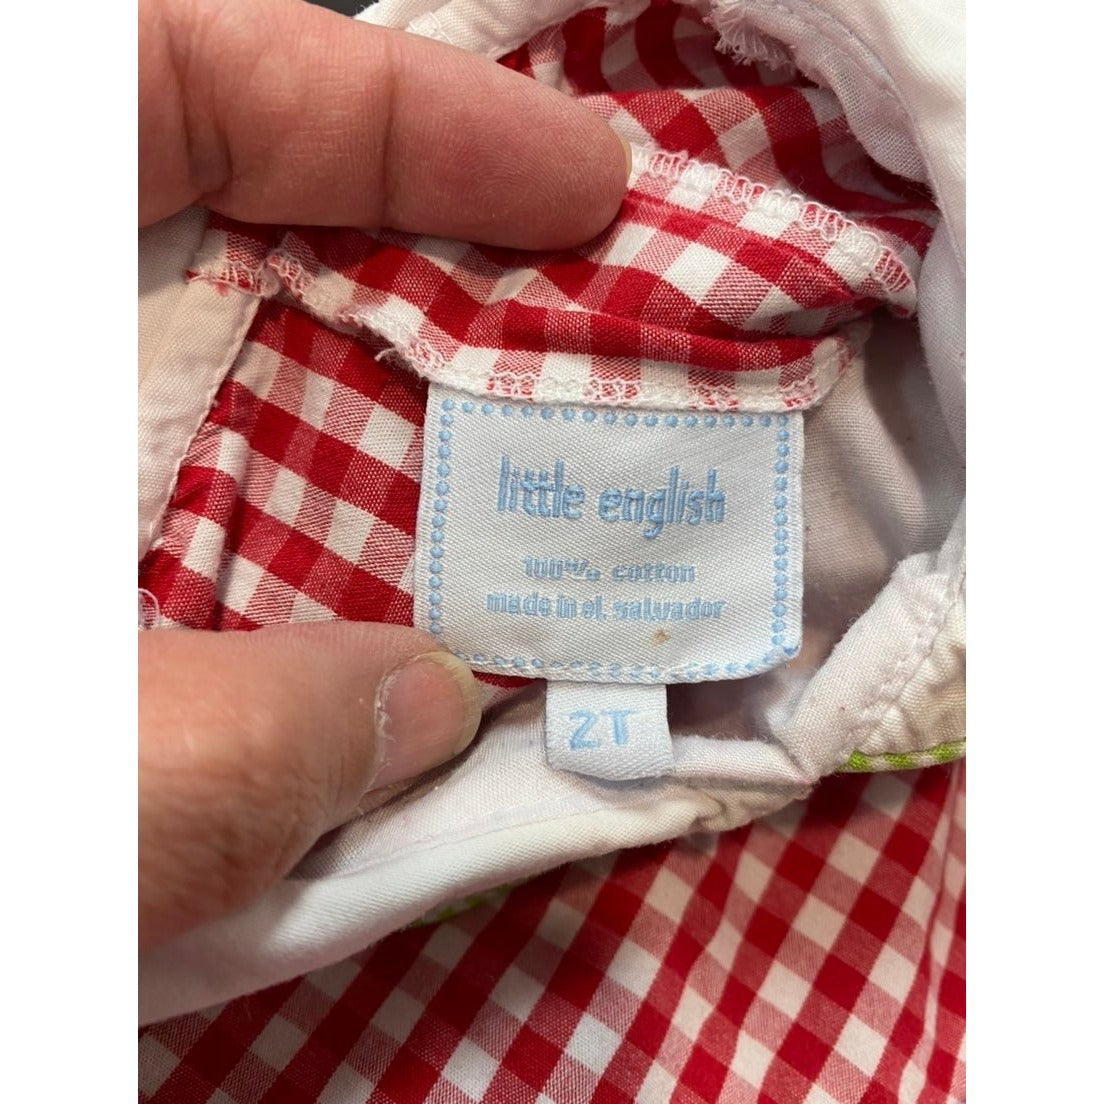 little english
100% cotton
made in el salvador
2T